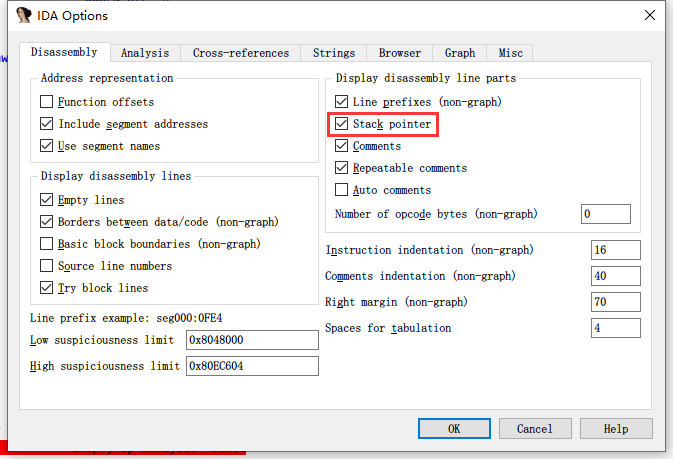 IDA Options
Disassembly
Analysis
Cross-references
Strings
Browser
Graph
Misc
Address representation
Function offsets
Include segment addresses
Use segment names
Display disassembly lines
Empty lines
Borders between data/code (non-graph)
Basic block boundaries (non-graph)
Source line numbers
Try block lines
Line prefix example: seg000:0FE4
Low suspiciousness limit 0x8048000
High suspiciousness limit 0x80EC604
Display disassembly line parts
Line prefixes (non-graph)
Stack pointer
Comments
Repeatable comments
Auto comments
Number of opcode bytes (non-graph) 0
Instruction indentation (non-graph) 16
Comments indentation (non-graph) 40
Right margin (non-graph) 70
Spaces for tabulation 4
OK
Cancel
Help